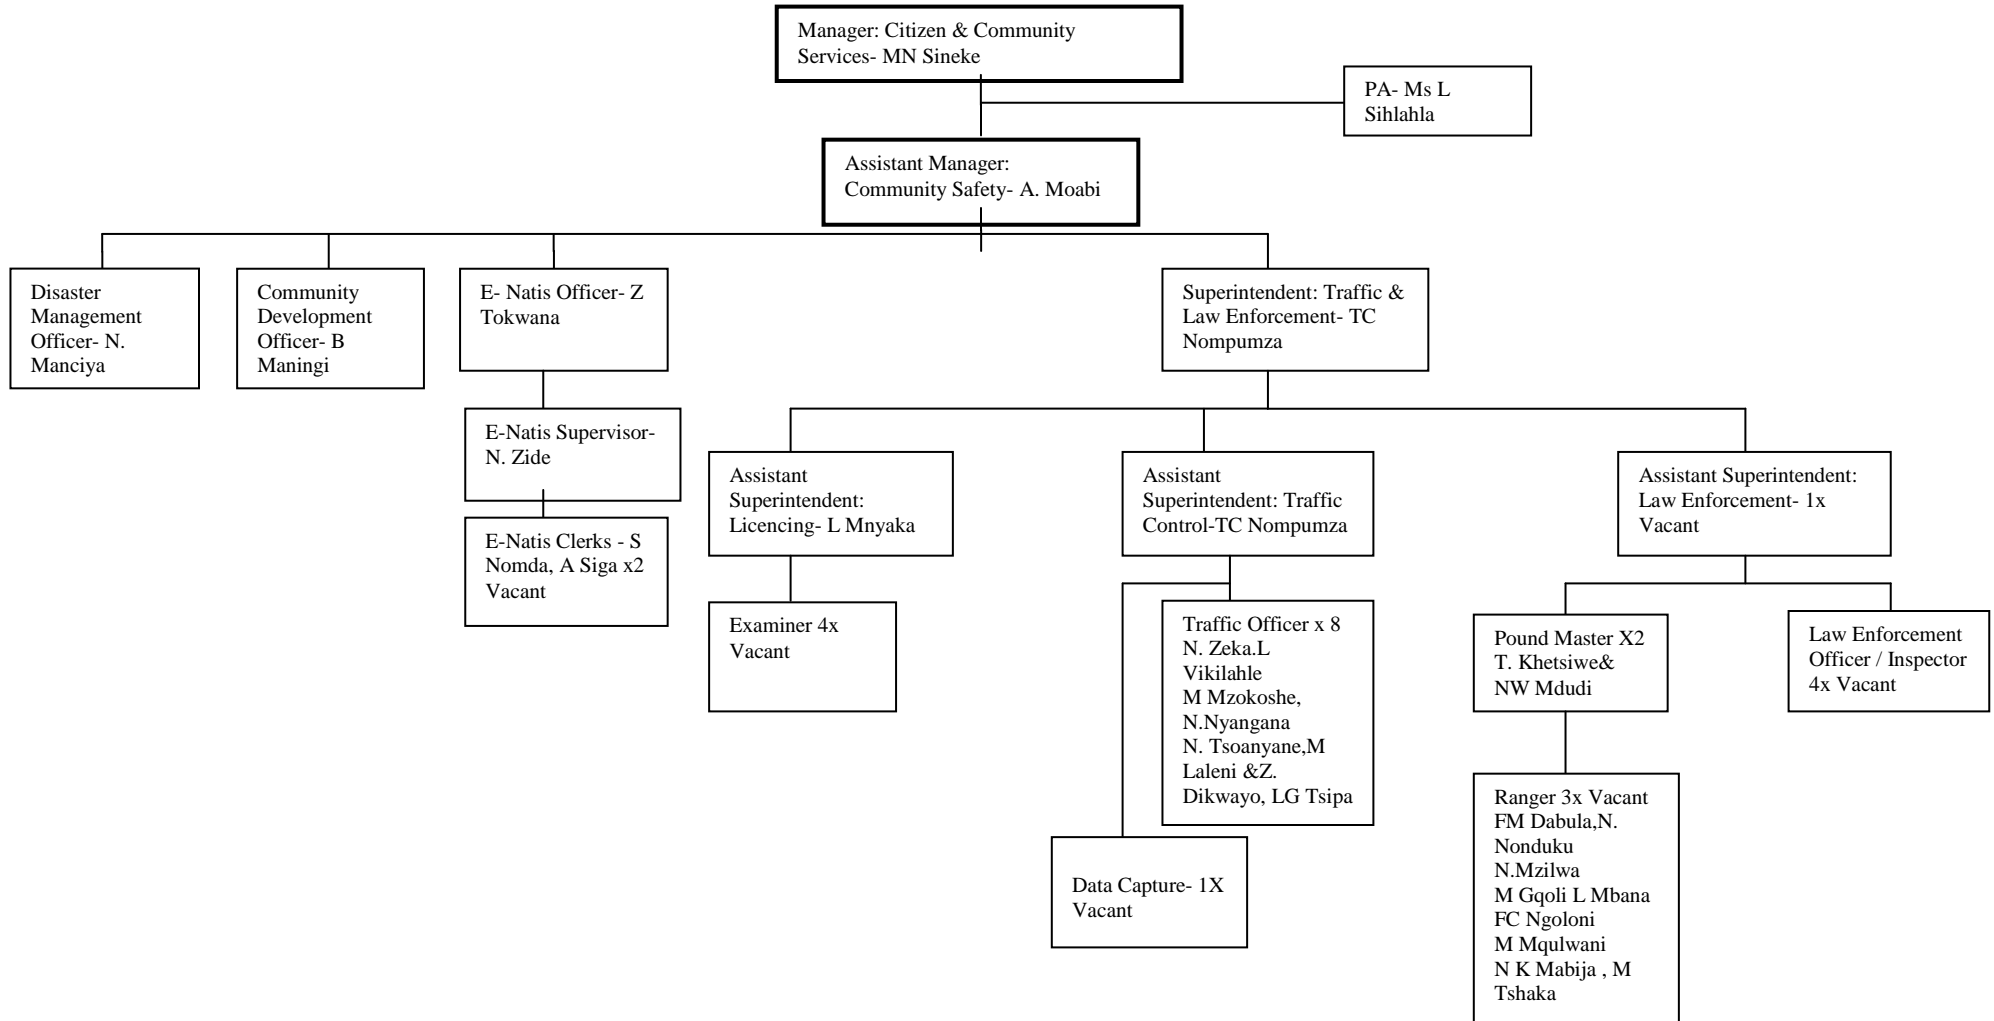 Manager: Citizen & Community
Services- MN Sineke
PA- Ms L
Sihlahla
Assistant Manager:
Community Safety- A. Moabi
Disaster
Management
Officer- N.
Manciya
Community
Development
Officer- B
Maningi
E- Natis Officer- Z
Tokwana
Superintendent: Traffic &
Law Enforcement- TC
Nompumza
E-Natis Supervisor-
N. Zide
E-Natis Clerks - S
Nomda, A Siga x2
Vacant
Assistant
Superintendent:
Licencing- L Mnyaka
Assistant
Superintendent: Traffic
Control-TC Nompumza
Assistant Superintendent:
Law Enforcement- 1x
Vacant
Examiner 4x
Vacant
Traffic Officer x 8
N. Zeka.L
Vikilahle
M Mzokoshe,
N.Nyangana
N. Tsoanyane,M
Laleni &Z.
Dikwayo, LG Tsipa
Data Capture- 1X
Vacant
Pound Master X2
T. Khetsiwe&
NW Mdudi
Law Enforcement
Officer / Inspector
4x Vacant
Ranger 3x Vacant
FM Dabula,N.
Nonduku
N.Mzilwa
M Gqoli L Mbana
FC Ngoloni
M Mqulwani
N K Mabija , M
Tshaka